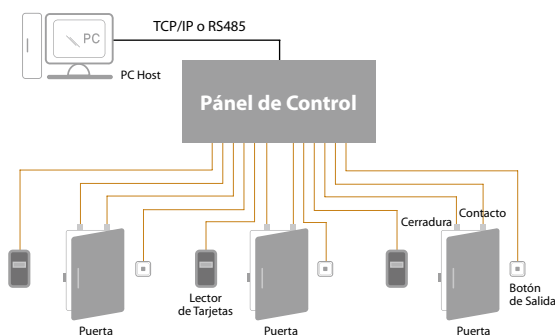 TCP/IP o RS485
PC
PC Host
Pánel de Control
Contacto
Cerradura
Lector
de Tarjetas
Botón
de Salida
Puerta
Puerta
Puerta